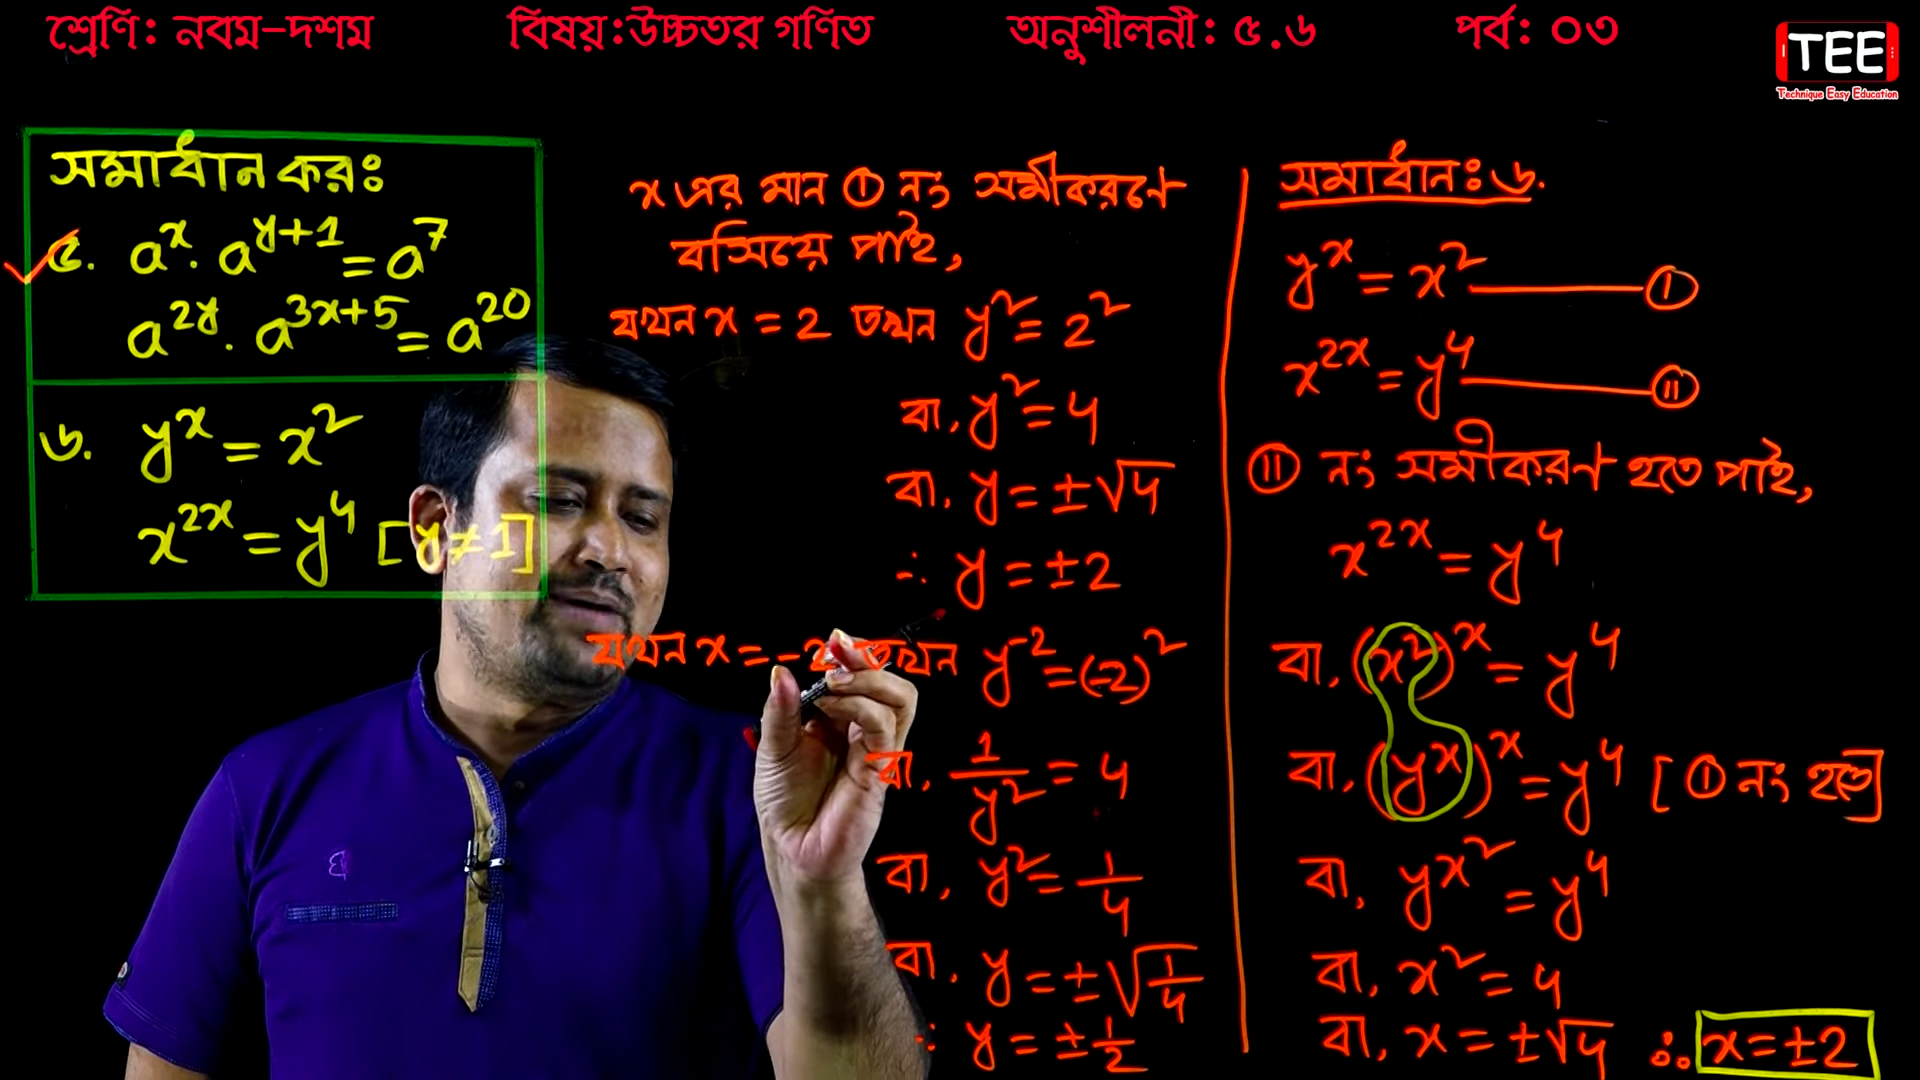 শ্রেণি: নবম-দশম বিষয়:উচ্চতর গণিত অনুশীলনী: ৫.৬ পর্ব: ০৩
TEE
Technique Easy Education
সমাধান করঃ
৫. a^x . a^{y+1} = a^7
a^{2y} . a^{3x+5} = a^{20}
৬. y^x = x^2
x^{2x} = y^4 [y≠1]
x এর মান ① নং সমীকরণে
বসিয়ে পাই,
যখন x = 2 তখন y^2 = 2^2
বা, y^2 = 4
বা, y = ±√4
∴ y = ±2
যখন x = -2 তখন y^{-2} = (-2)^2
বা, 1/y^2 = 4
বা, y^2 = 1/4
বা, y = ±√(1/4)
∴ y = ±1/2
সমাধানঃ ৬.
y^x = x^2 — Ⓘ
x^{2x} = y^4 — ⑪
⑪ নং সমীকরণ হতে পাই,
x^{2x} = y^4
বা, (x^2)^x = y^4
বা, (y^x)^x = y^4 [① নং হতে]
বা, y^{x^2} = y^4
বা, x^2 = 4
বা, x = ±√4 ∴ x = ±2